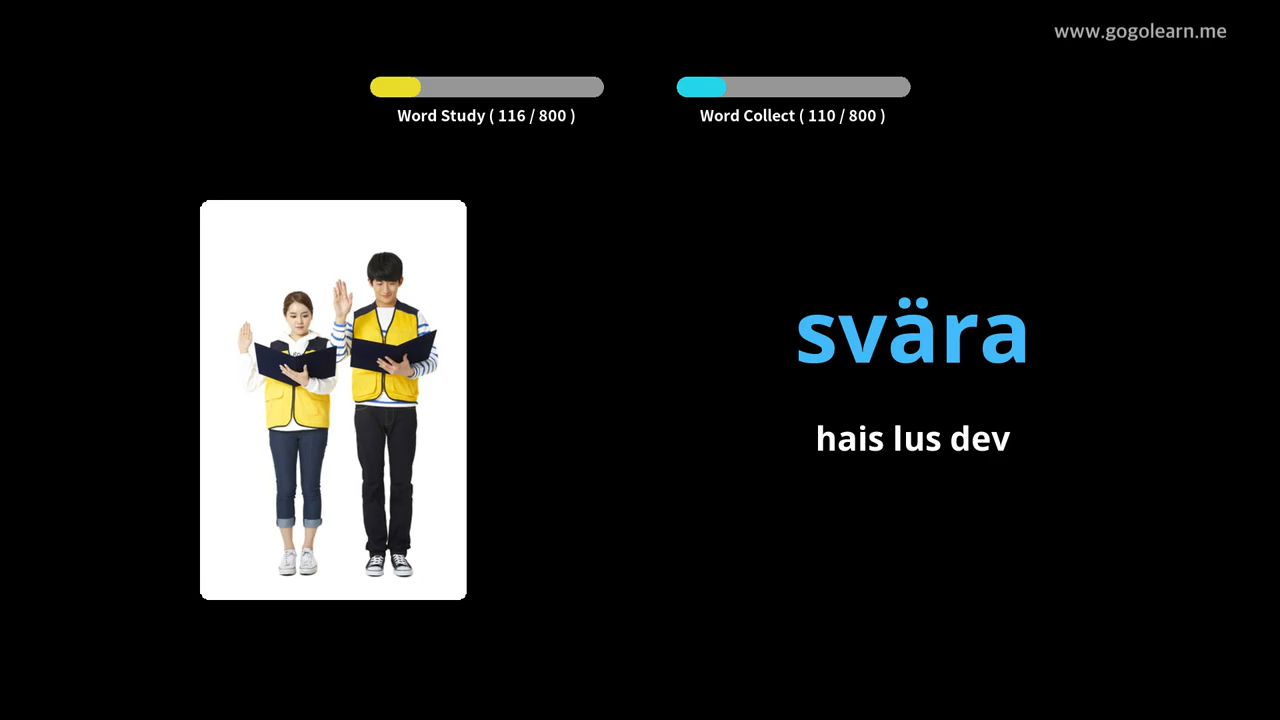 www.gogolearn.me
Word Study ( 116 / 800 )
Word Collect ( 110 / 800 )
svära
hais lus dev